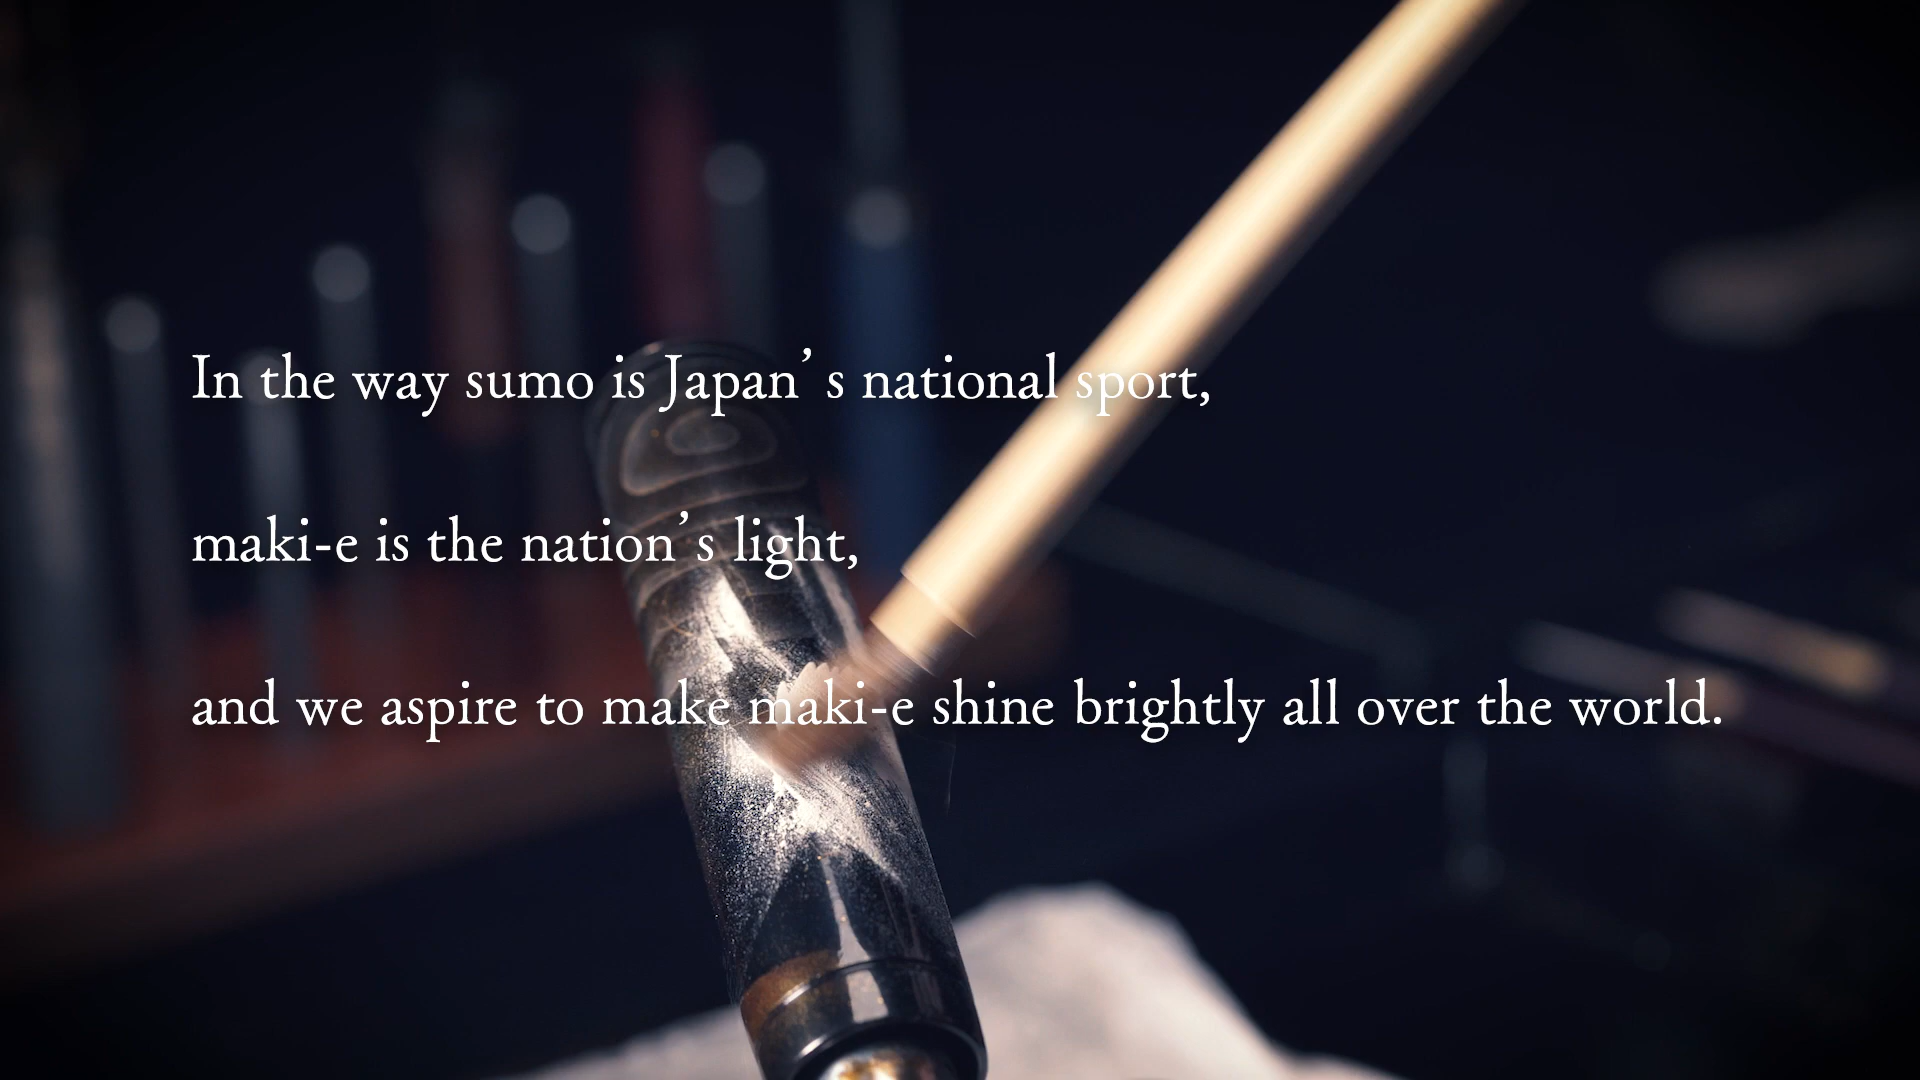 In the way sumo is Japan’s national sport,
maki-e is the nation’s light,
and we aspire to make maki-e shine brightly all over the world.